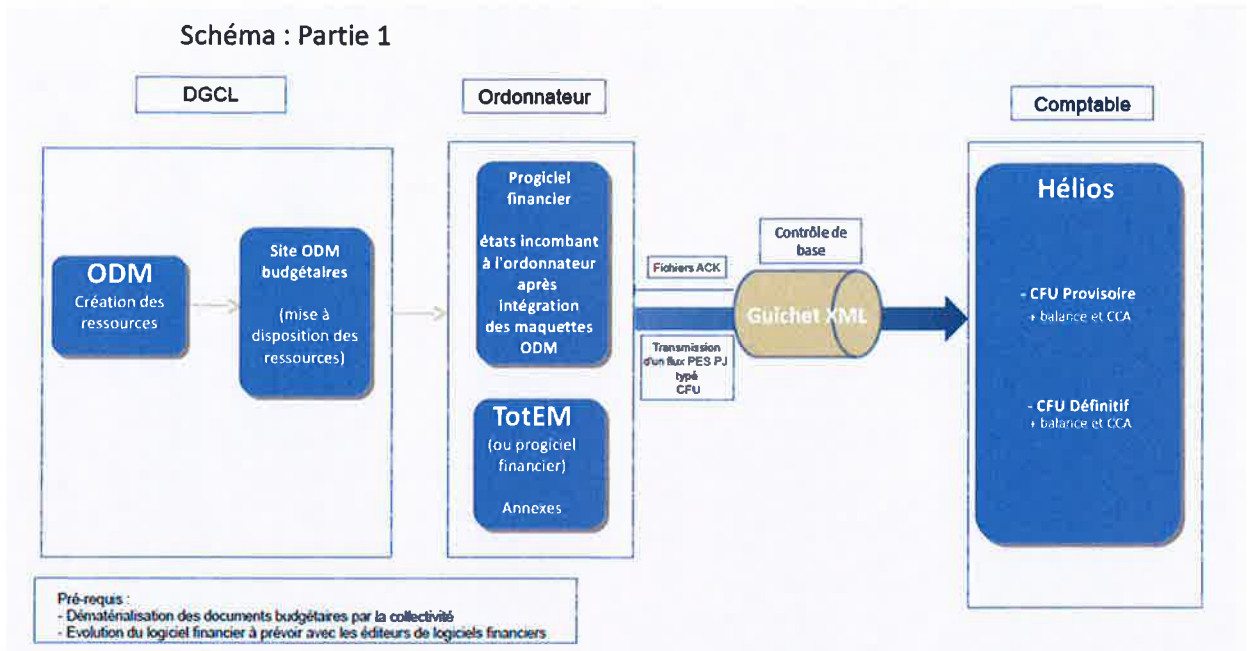 Schéma : Partie 1
DGCL
Ordonnateur
Comptable
ODM
Création des
ressources
Site ODM
budgétaires
(mise à
disposition des
ressources)
Progiciel
financier
états incombant
à l'ordonnateur
après
intégration
des maquettes
ODM
TotEM
(ou progiciel
financier)
Annexes
Fichiers ACK
Transmission
d'un flux PES PJ
typé
CFU
Contrôle de
base
Guichet XML
Hélios
- CFU Provisoire
+ balance et CCA
- CFU Définitif
+ balance et CCA
Pré-requis :
- Dématérialisation des documents budgétaires par la collectivité
- Evolution du logiciel financier à prévoir avec les éditeurs de logiciels financiers